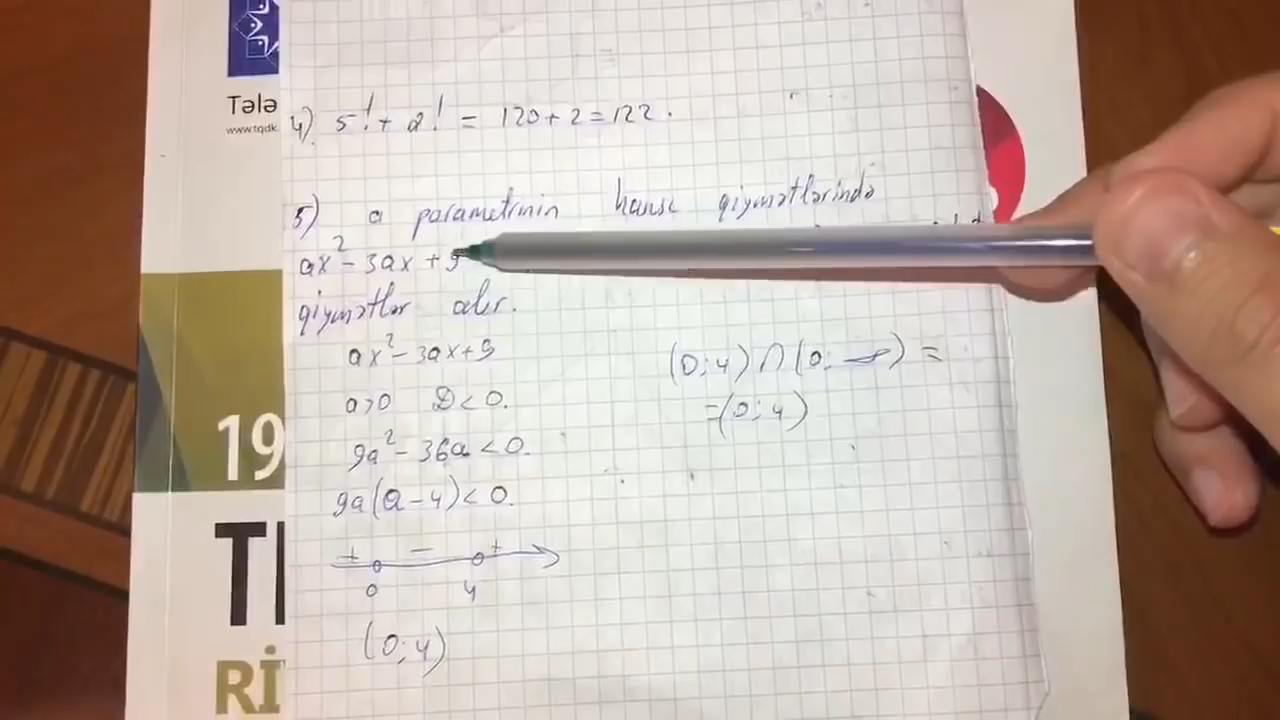 Tələ
www.tqdk
4) 5! + 2! = 120 + 2 = 122.
5) a parametrinin hansı qiymətlərində
ax² - 3ax + 9
qiymətlər alır.
ax² - 3ax + 9
a>0 D<0.
9a² - 36a < 0.
9a(a - 4) < 0.
+ - +
0 4
(0; 4)
(0; 4) ∩ (0; ∞) =
= (0; 4)
19
Rİ